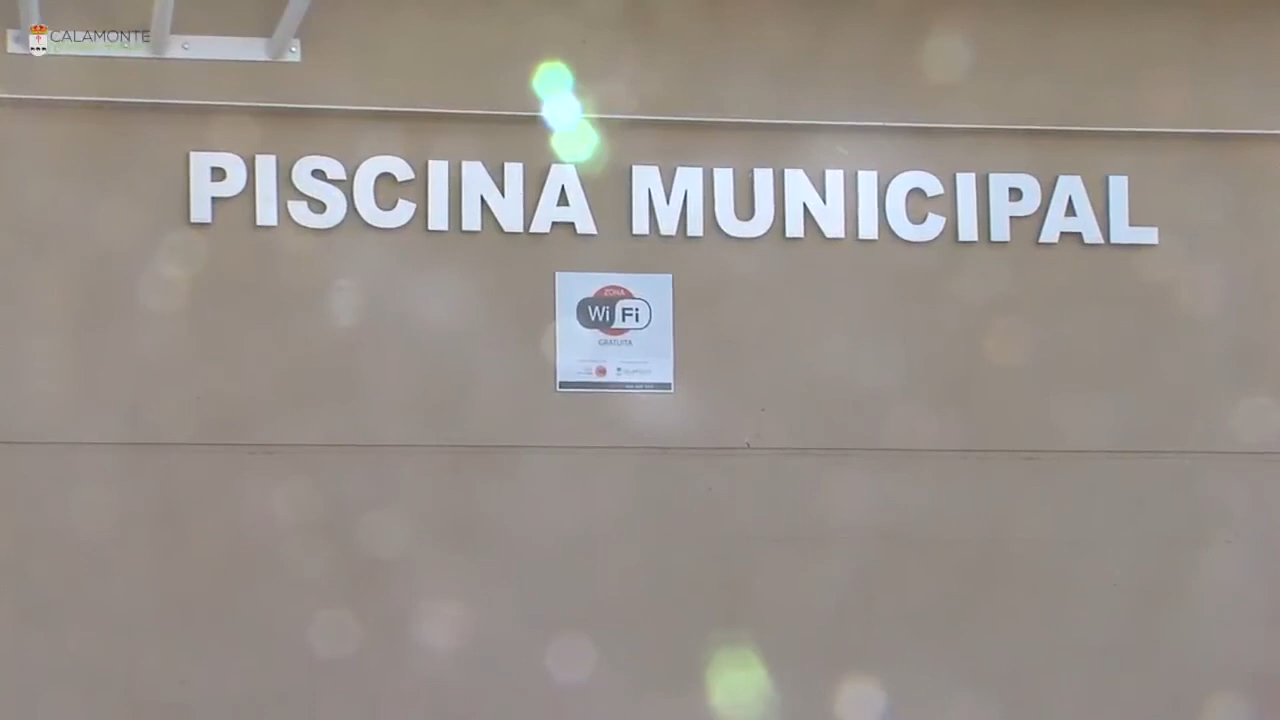 CALAMONTE
PISCINA MUNICIPAL
ZONA
WiFi
GRATUITA